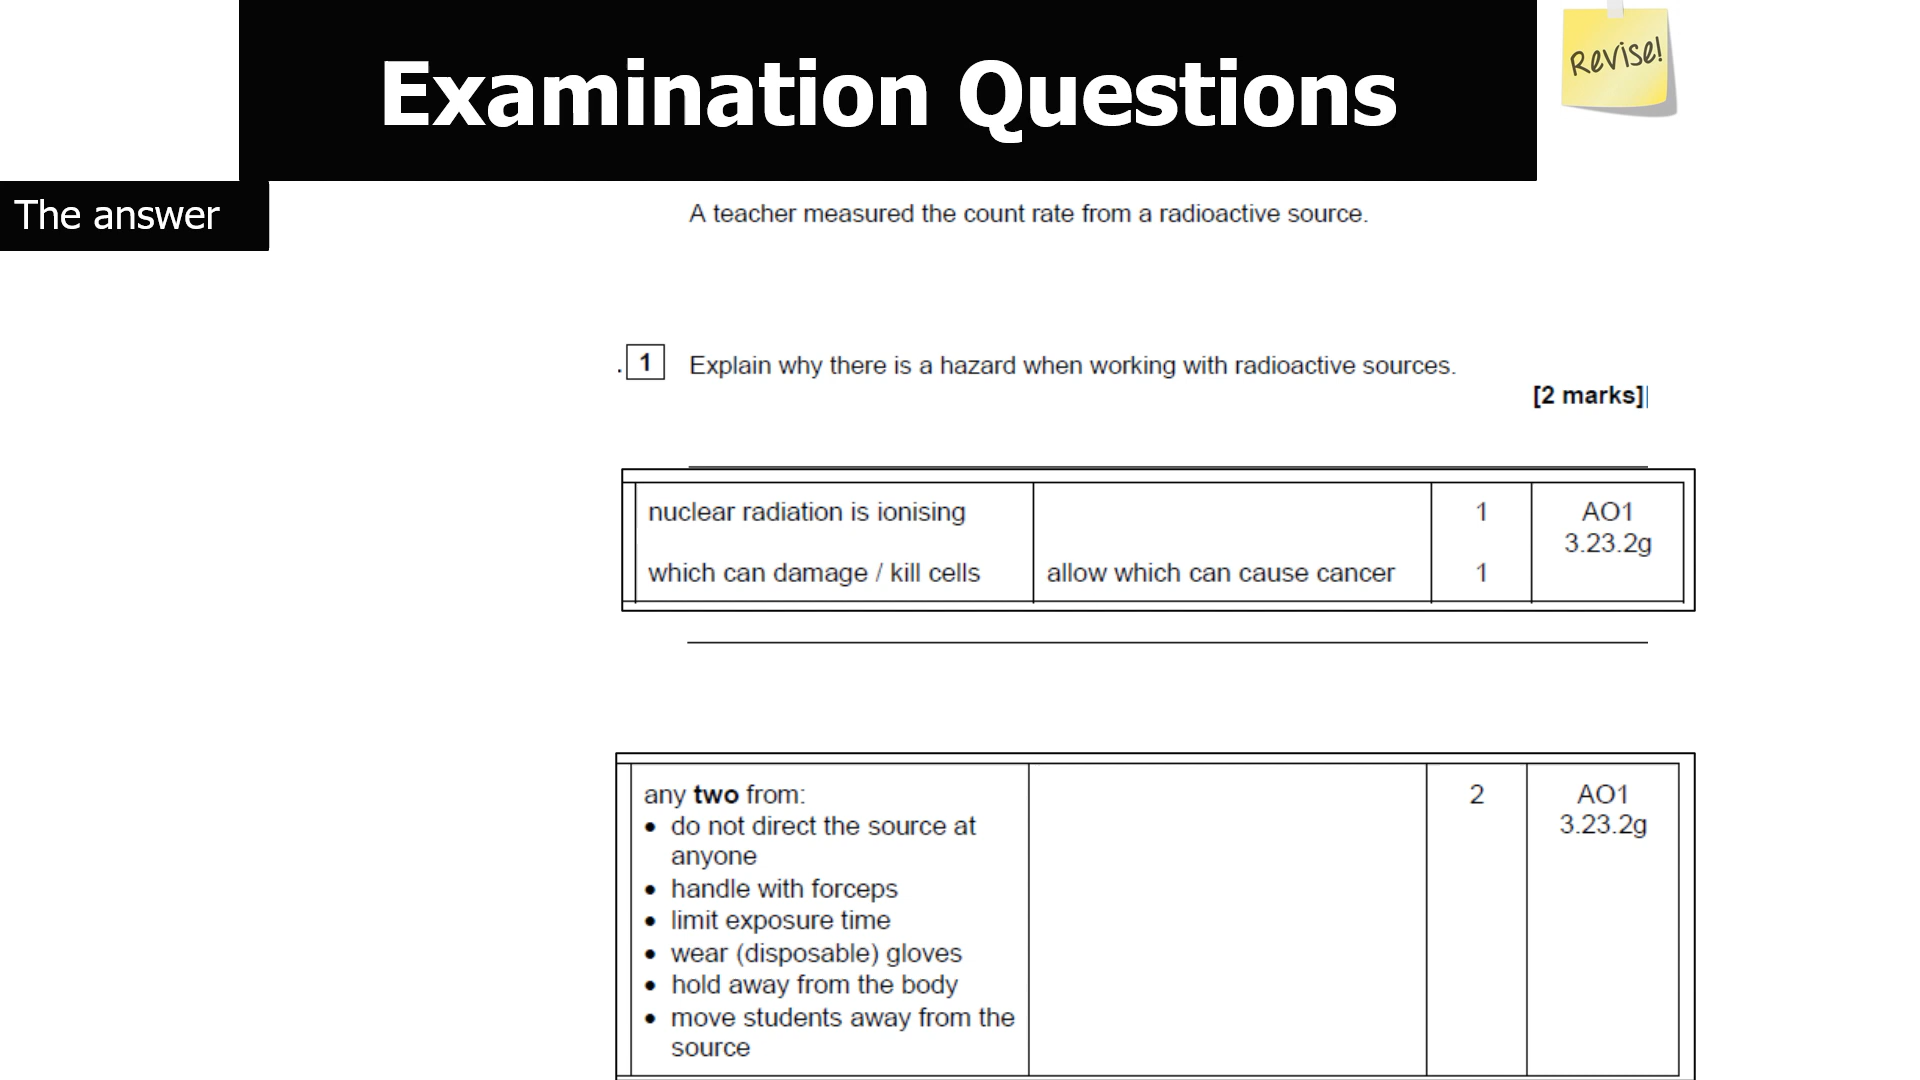 Examination Questions
Revise!
The answer
A teacher measured the count rate from a radioactive source.
. 1 Explain why there is a hazard when working with radioactive sources.
[2 marks]
nuclear radiation is ionising 1 AO1
3.23.2g
which can damage / kill cells allow which can cause cancer 1
any two from: 2 AO1
• do not direct the source at 3.23.2g
anyone
• handle with forceps
• limit exposure time
• wear (disposable) gloves
• hold away from the body
• move students away from the
source